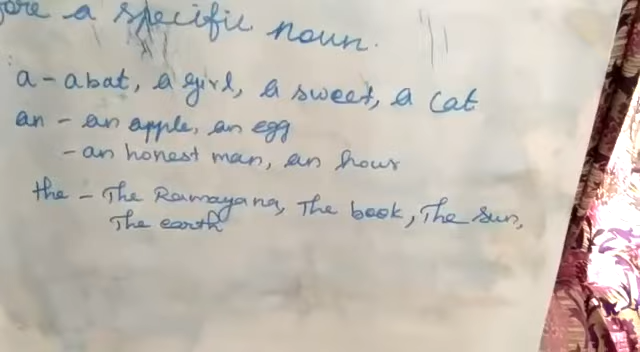 a specific noun.
a - a bat, a girl, a sweet, a cat
an - an apple, an egg
- an honest man, an hour
the - The Ramayana, The book, The Sun,
The earth